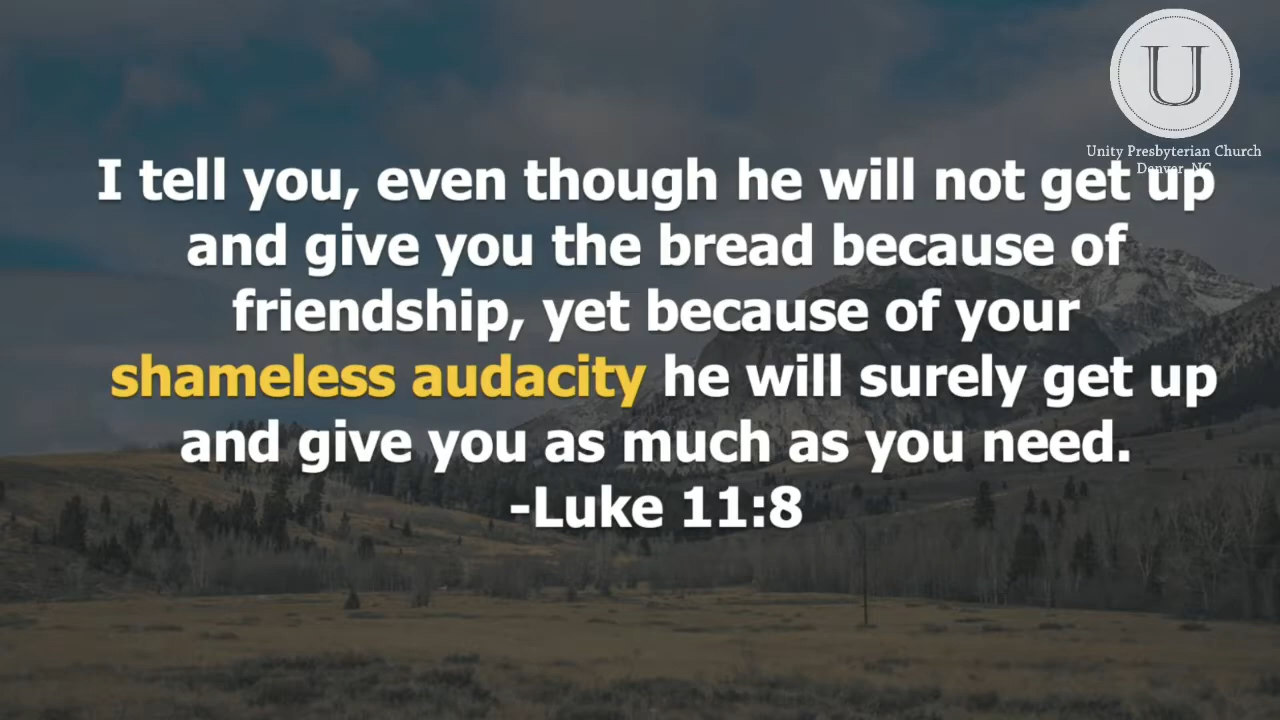 U
Unity Presbyterian Church
Denver, NC
I tell you, even though he will not get up
and give you the bread because of
friendship, yet because of your
shameless audacity he will surely get up
and give you as much as you need.
-Luke 11:8